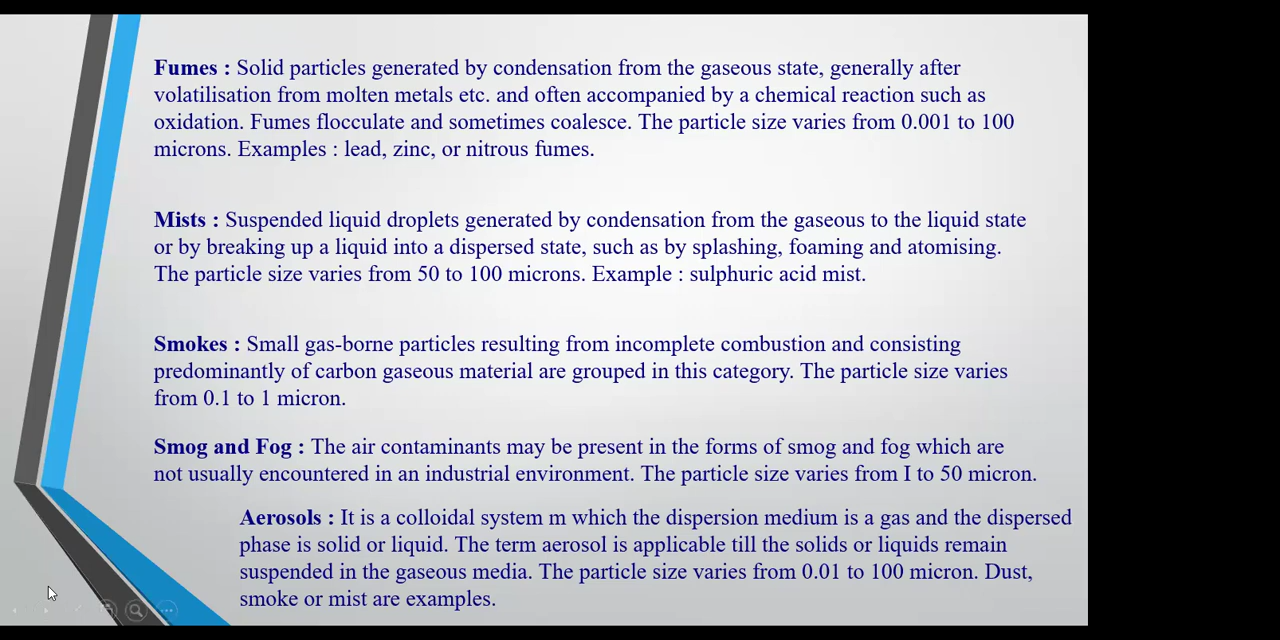 Fumes : Solid particles generated by condensation from the gaseous state, generally after
volatilisation from molten metals etc. and often accompanied by a chemical reaction such as
oxidation. Fumes flocculate and sometimes coalesce. The particle size varies from 0.001 to 100
microns. Examples : lead, zinc, or nitrous fumes.
Mists : Suspended liquid droplets generated by condensation from the gaseous to the liquid state
or by breaking up a liquid into a dispersed state, such as by splashing, foaming and atomising.
The particle size varies from 50 to 100 microns. Example : sulphuric acid mist.
Smokes : Small gas-borne particles resulting from incomplete combustion and consisting
predominantly of carbon gaseous material are grouped in this category. The particle size varies
from 0.1 to 1 micron.
Smog and Fog : The air contaminants may be present in the forms of smog and fog which are
not usually encountered in an industrial environment. The particle size varies from I to 50 micron.
Aerosols : It is a colloidal system m which the dispersion medium is a gas and the dispersed
phase is solid or liquid. The term aerosol is applicable till the solids or liquids remain
suspended in the gaseous media. The particle size varies from 0.01 to 100 micron. Dust,
smoke or mist are examples.